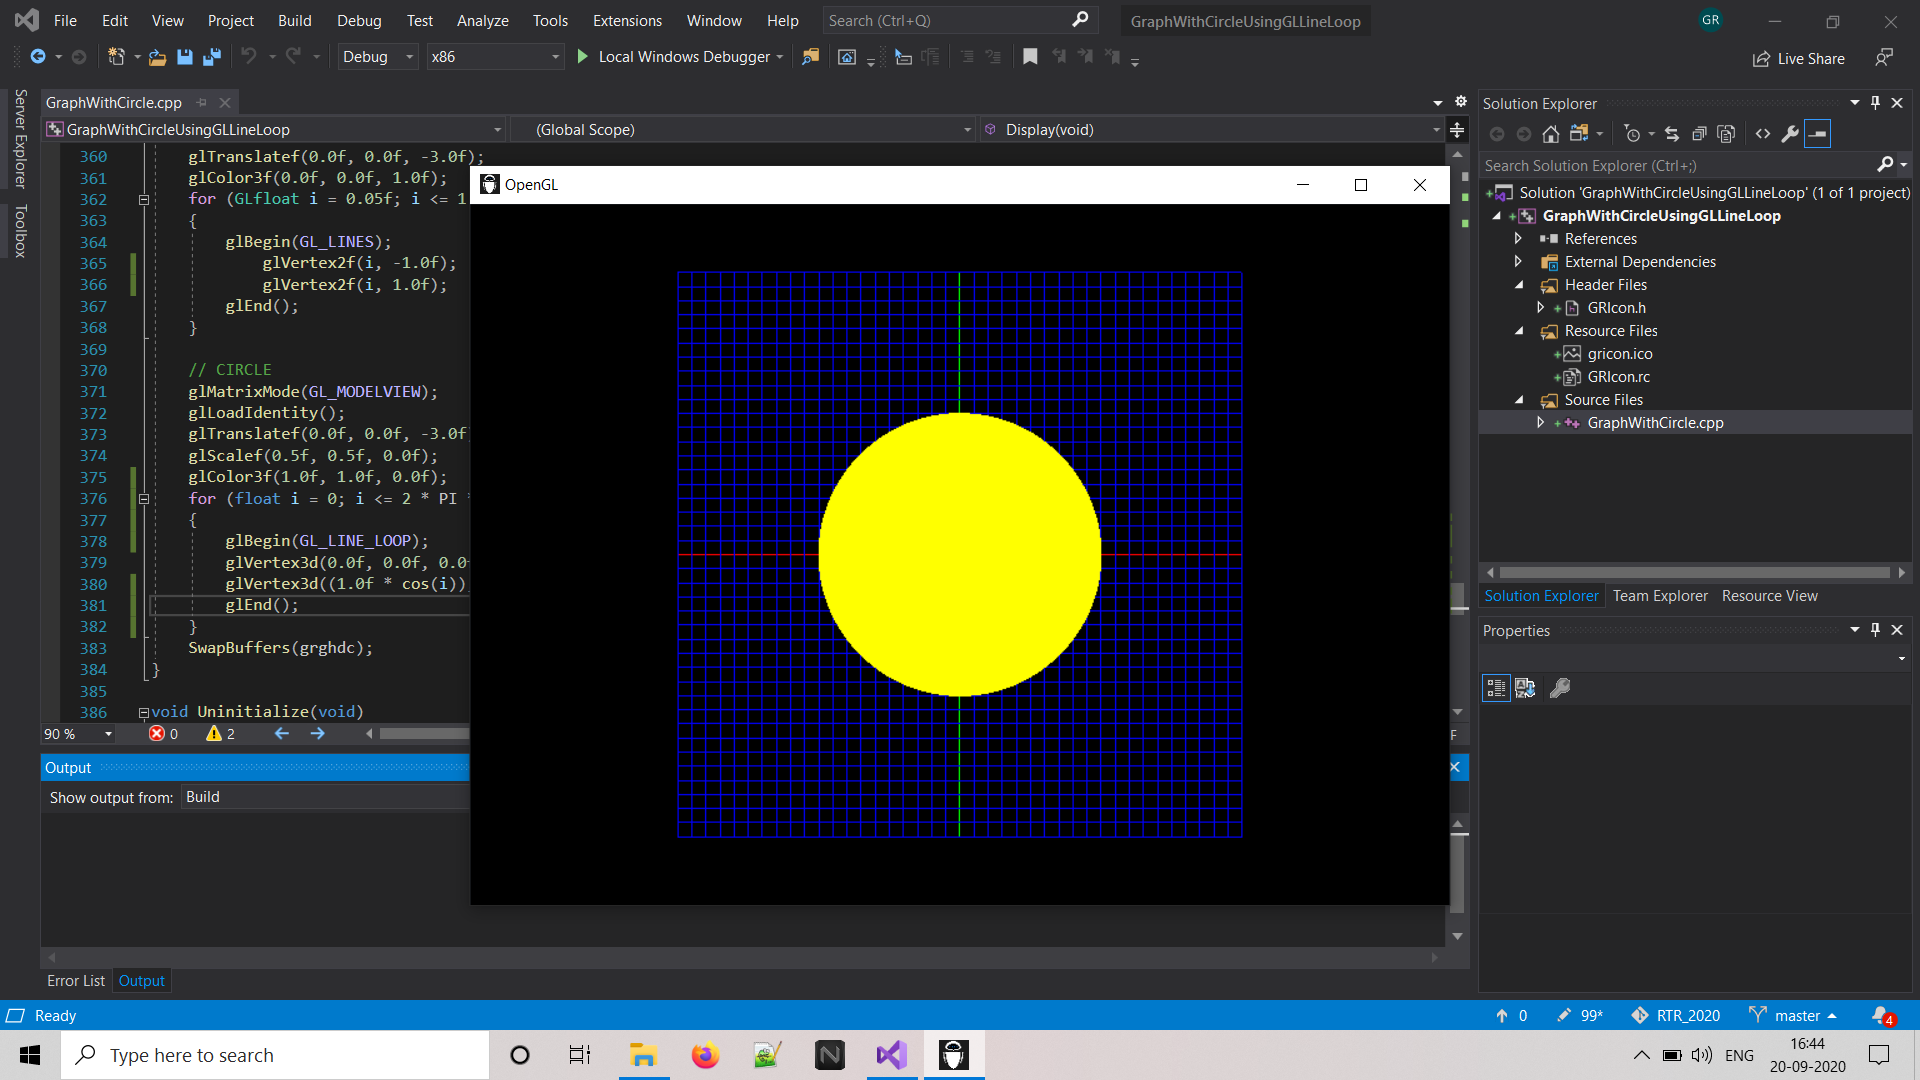 File Edit View Project Build Debug Test Analyze Tools Extensions Window Help Search (Ctrl+Q) GraphWithCircleUsingGLLineLoop GR
Debug x86 Local Windows Debugger Live Share
Server Explorer
Toolbox
GraphWithCircle.cpp
GraphWithCircleUsingGLLineLoop (Global Scope) Display(void)
360 glTranslatef(0.0f, 0.0f, -3.0f);
361 glColor3f(0.0f, 0.0f, 1.0f);
362 for (GLfloat i = 0.05f; i <= 1
363 {
364 glBegin(GL_LINES);
365 glVertex2f(i, -1.0f);
366 glVertex2f(i, 1.0f);
367 glEnd();
368 }
369
370 // CIRCLE
371 glMatrixMode(GL_MODELVIEW);
372 glLoadIdentity();
373 glTranslatef(0.0f, 0.0f, -3.0f
374 glScalef(0.5f, 0.5f, 0.0f);
375 glColor3f(1.0f, 1.0f, 0.0f);
376 for (float i = 0; i <= 2 * PI *
377 {
378 glBegin(GL_LINE_LOOP);
379 glVertex3d(0.0f, 0.0f, 0.0
380 glVertex3d((1.0f * cos(i))
381 glEnd();
382 }
383 SwapBuffers(grghdc);
384 }
385
386 void Uninitialize(void)
90 % 0 2
OpenGL
Output
Show output from: Build
Error List Output
Solution Explorer
Search Solution Explorer (Ctrl+;)
Solution 'GraphWithCircleUsingGLLineLoop' (1 of 1 project)
GraphWithCircleUsingGLLineLoop
References
External Dependencies
Header Files
GRIcon.h
Resource Files
gricon.ico
GRIcon.rc
Source Files
GraphWithCircle.cpp
Solution Explorer Team Explorer Resource View
Properties
Ready 0 99* RTR_2020 master 4
Type here to search ENG 16:44
20-09-2020